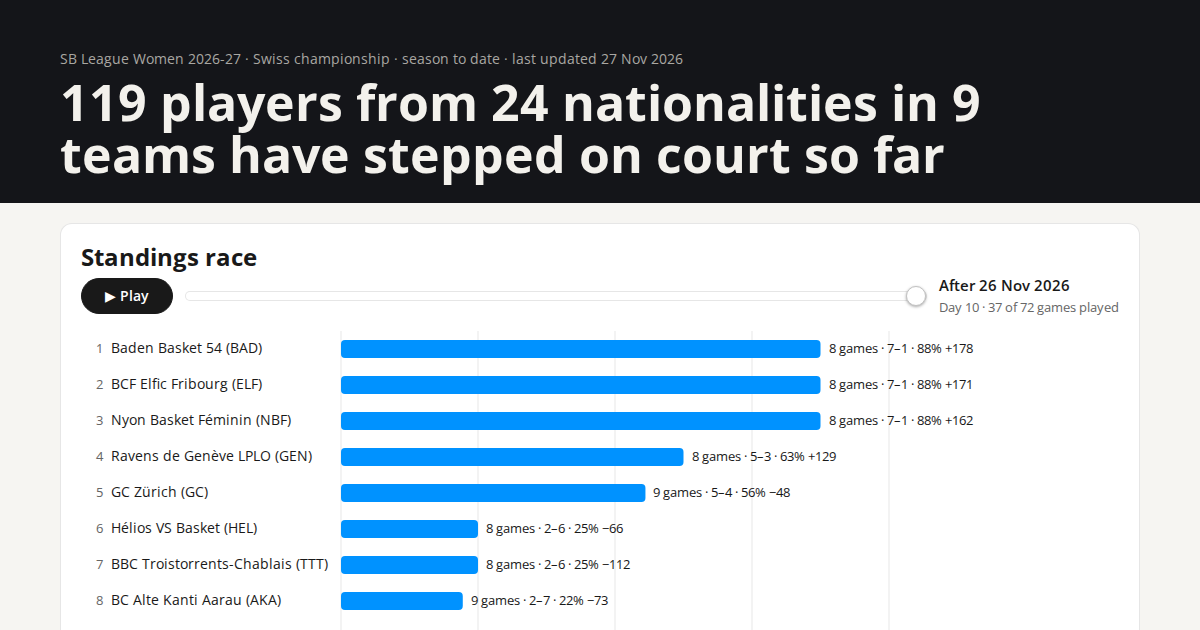 SB League Women 2026-27 · Swiss championship · season to date · last updated 27 Nov 2026
119 players from 24 nationalities in 9
teams have stepped on court so far
Standings race
▶ Play
After 26 Nov 2026
Day 10 · 37 of 72 games played
1 Baden Basket 54 (BAD) 8 games · 7–1 · 88% +178
2 BCF Elfic Fribourg (ELF) 8 games · 7–1 · 88% +171
3 Nyon Basket Féminin (NBF) 8 games · 7–1 · 88% +162
4 Ravens de Genève LPLO (GEN) 8 games · 5–3 · 63% +129
5 GC Zürich (GC) 9 games · 5–4 · 56% −48
6 Hélios VS Basket (HEL) 8 games · 2–6 · 25% −66
7 BBC Troistorrents-Chablais (TTT) 8 games · 2–6 · 25% −112
8 BC Alte Kanti Aarau (AKA) 9 games · 2–7 · 22% −73